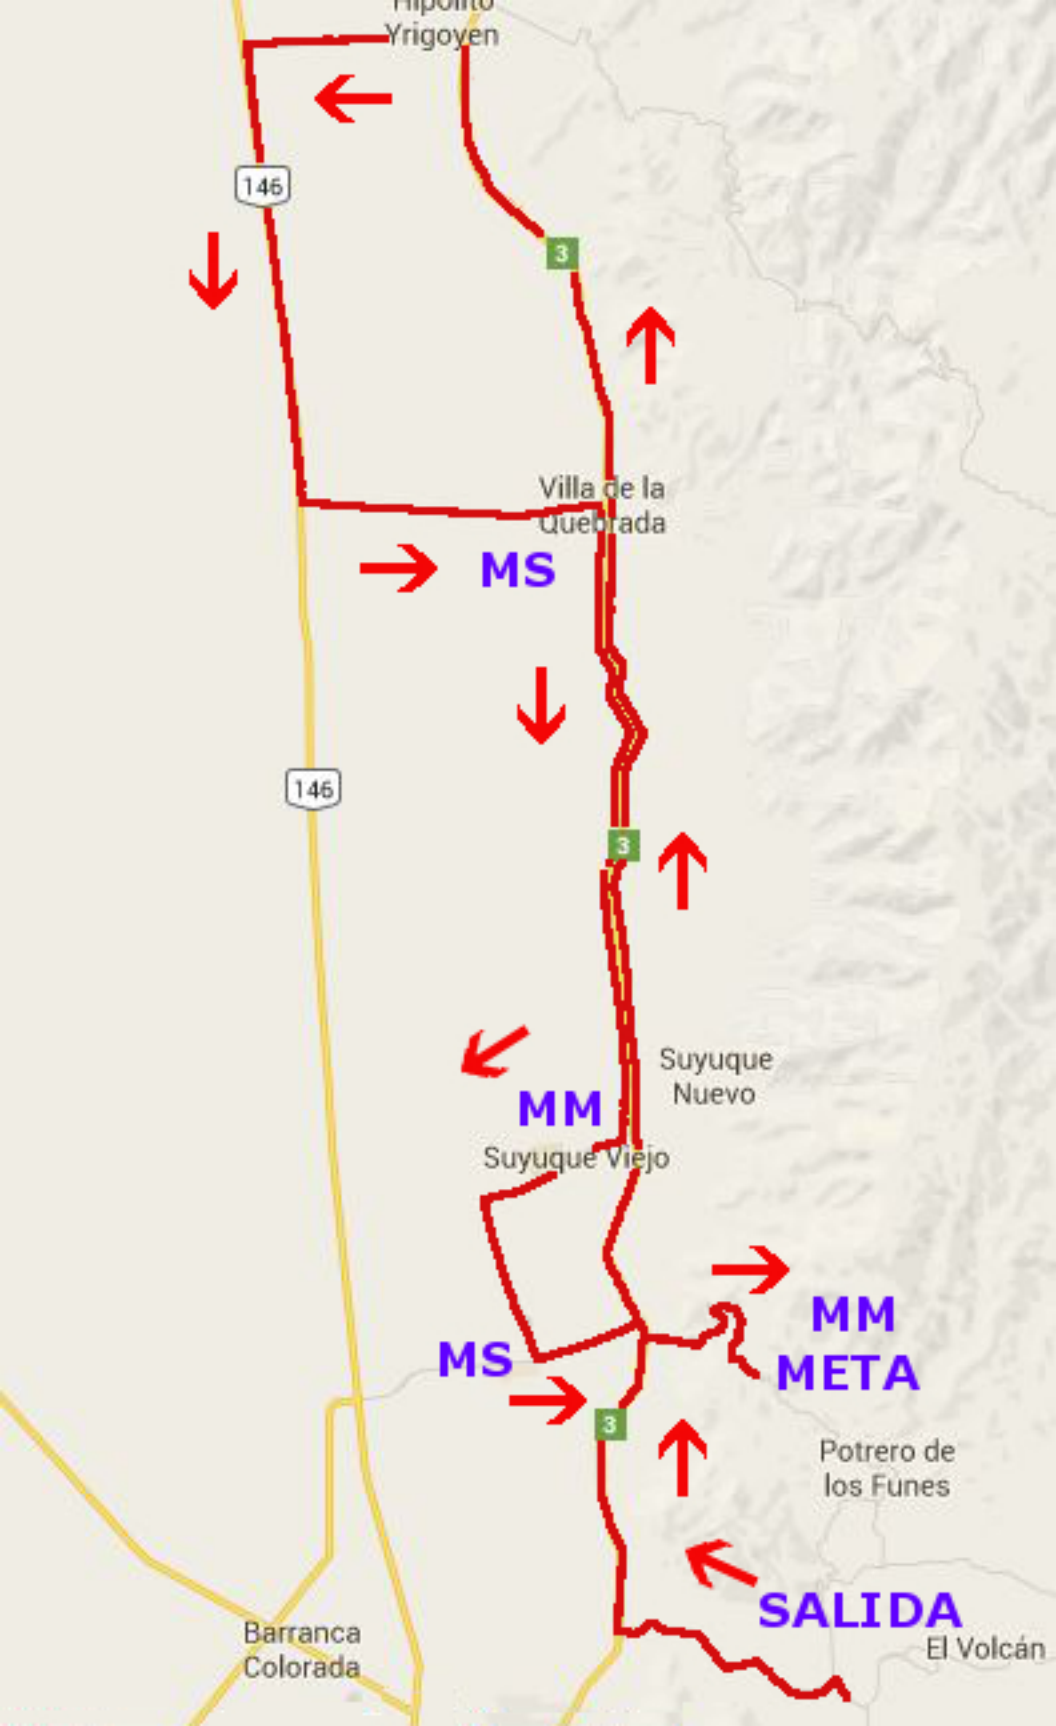 Hipólito
Yrigoyen
146
3
Villa de la
Quebrada
MS
146
3
Suyuque
Nuevo
MM
Suyuque Viejo
MM
META
MS
3
Potrero de
los Funes
SALIDA
El Volcán
Barranca
Colorada